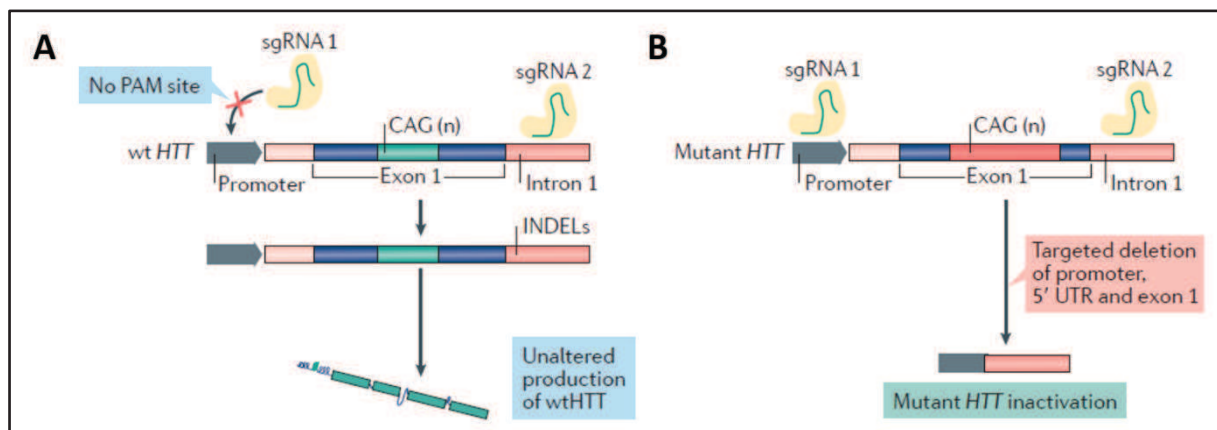 A
sgRNA 1
No PAM site
sgRNA 2
CAG (n)
wt HTT
Promoter
Exon 1
Intron 1
INDELs
Unaltered
production
of wtHTT
B
sgRNA 1
sgRNA 2
CAG (n)
Mutant HTT
Promoter
Exon 1
Intron 1
Targeted deletion
of promoter,
5′ UTR and exon 1
Mutant HTT inactivation